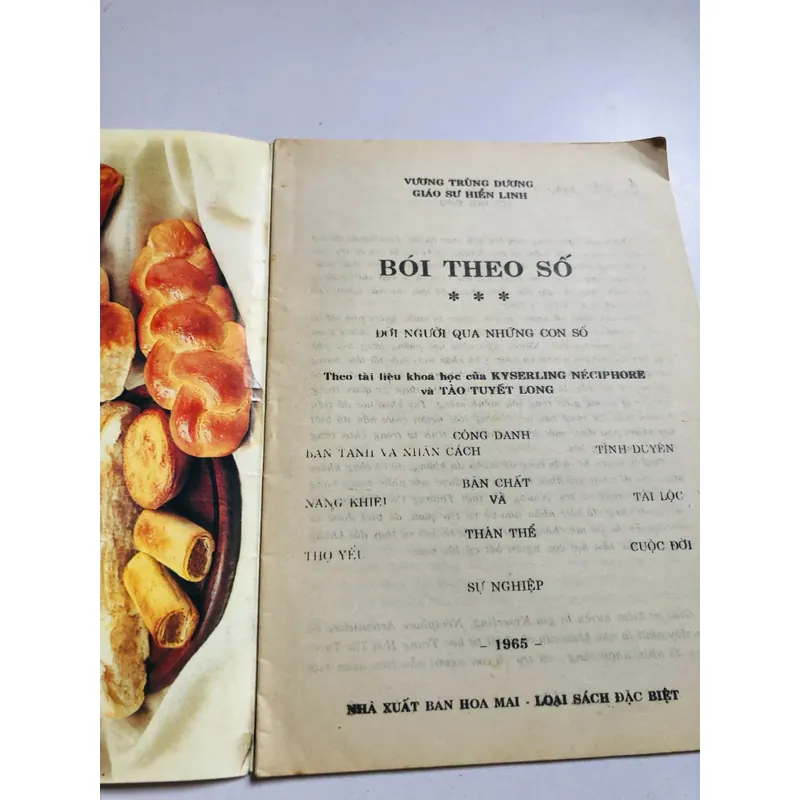 VƯƠNG TRÙNG DƯƠNG
GIÁO SƯ HIỂN LINH
BÓI THEO SỐ
* * *
ĐỜI NGƯỜI QUA NHỮNG CON SỐ
Theo tài liệu khoa học của KYSERLING NÉCIPHORE
và TÀO TUYẾT LONG
CÔNG DANH
BẢN TÁNH VÀ NHÂN CÁCH TÌNH DUYÊN
BẢN CHẤT
NĂNG KHIẾU VÀ TÀI LỘC
THÂN THẾ
THỌ YỂU CUỘC ĐỜI
SỰ NGHIỆP
- 1965 -
NHÀ XUẤT BẢN HOA MAI - LOẠI SÁCH ĐẶC BIỆT